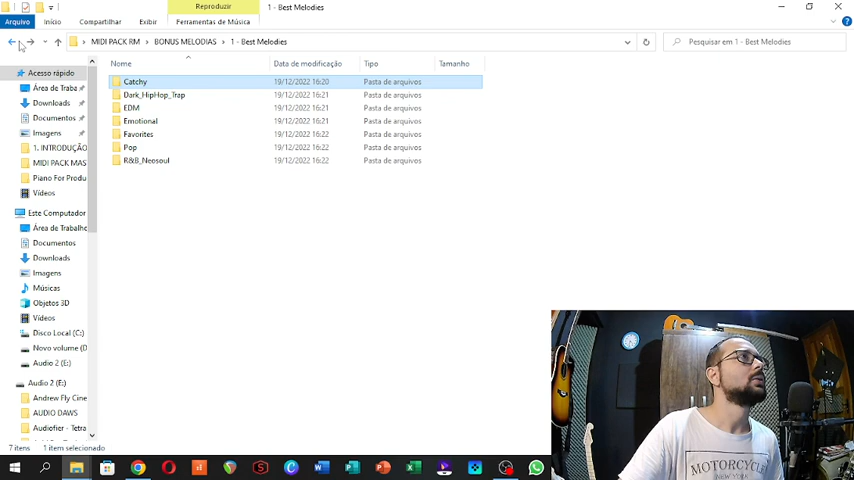 Reproduzir
1 - Best Melodies
Arquivo
Início
Compartilhar
Exibir
Ferramentas de Música
MIDI PACK RM > BONUS MELODIAS > 1 - Best Melodies
Pesquisar em 1 - Best Melodies
Nome
Data de modificação
Tipo
Tamanho
Acesso rápido
Área de Traba
Downloads
Documentos
Imagens
1. INTRODUÇÃO
MIDI PACK MAS
Piano For Produ
Vídeos
Este Computador
Área de Trabalho
Documentos
Downloads
Imagens
Músicas
Objetos 3D
Vídeos
Disco Local (C:)
Novo volume (D
Audio 2 (E:)
Audio 2 (E:)
Andrew Fly Cine
AUDIO DAWS
Audiofier - Tetra
Catchy 19/12/2022 16:20 Pasta de arquivos
Dark_HipHop_Trap 19/12/2022 16:21 Pasta de arquivos
EDM 19/12/2022 16:21 Pasta de arquivos
Emotional 19/12/2022 16:21 Pasta de arquivos
Favorites 19/12/2022 16:22 Pasta de arquivos
Pop 19/12/2022 16:22 Pasta de arquivos
R&B_Neosoul 19/12/2022 16:22 Pasta de arquivos
7 itens
1 item selecionado
MOTORCYCLE
NEW YORK